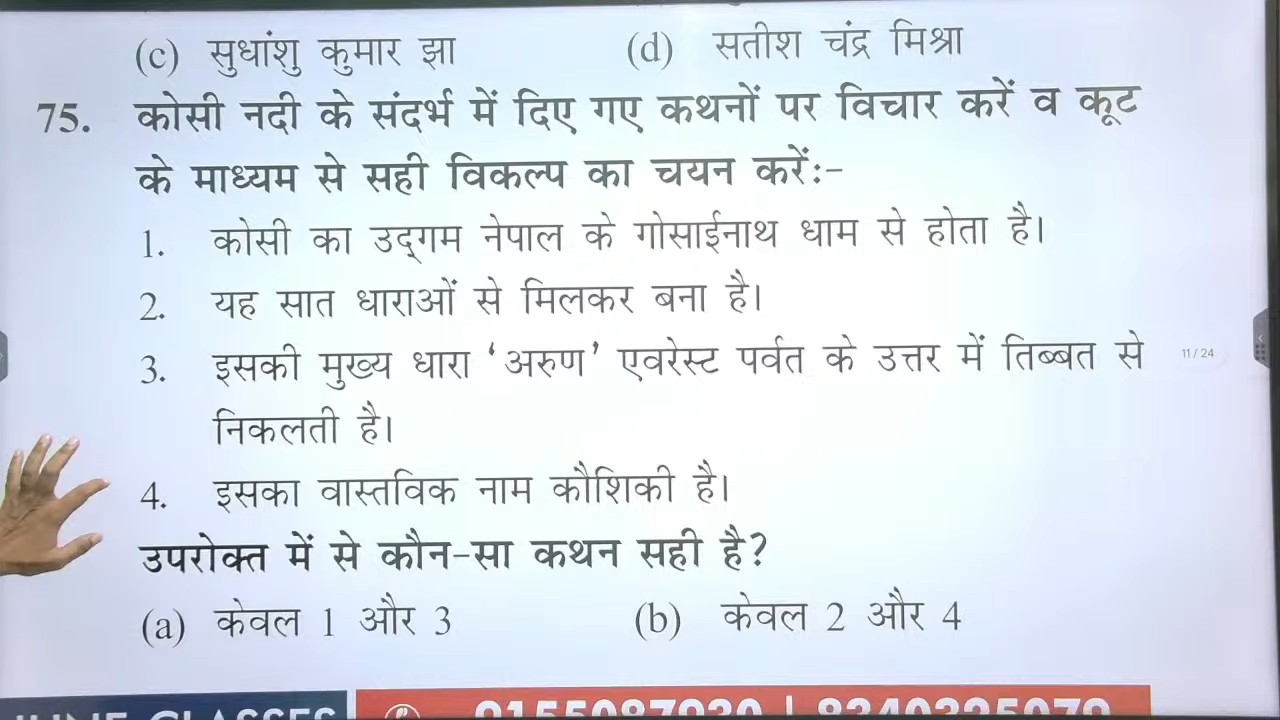 (c) सुधांशु कुमार झा (d) सतीश चंद्र मिश्रा
75. कोसी नदी के संदर्भ में दिए गए कथनों पर विचार करें व कूट
के माध्यम से सही विकल्प का चयन करें:-
1. कोसी का उद्गम नेपाल के गोसाईनाथ धाम से होता है।
2. यह सात धाराओं से मिलकर बना है।
3. इसकी मुख्य धारा ‘अरुण’ एवरेस्ट पर्वत के उत्तर में तिब्बत से
11 / 24
निकलती है।
4. इसका वास्तविक नाम कौशिकी है।
उपरोक्त में से कौन-सा कथन सही है?
(a) केवल 1 और 3 (b) केवल 2 और 4
CLASSES